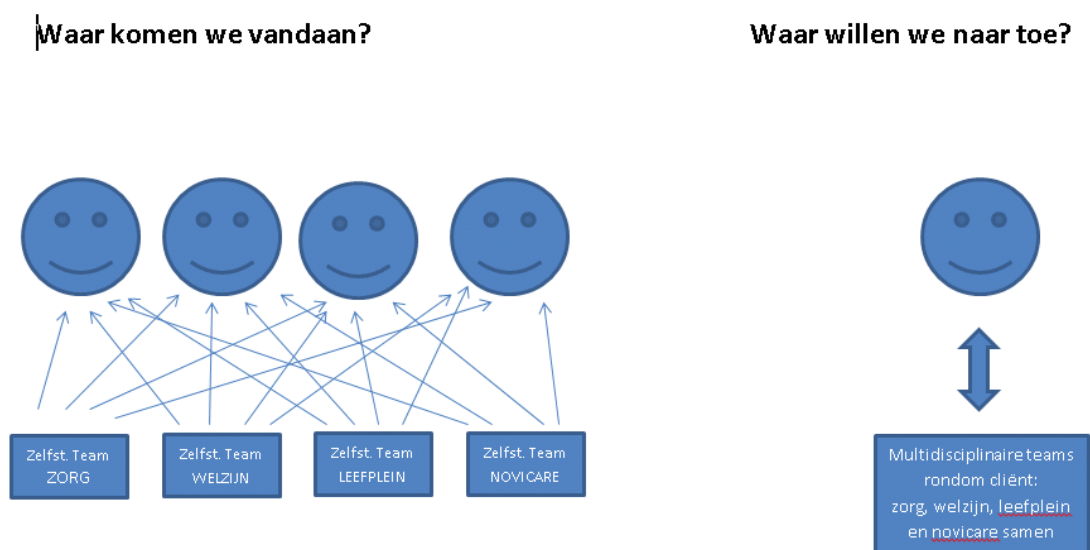 Waar komen we vandaan?
Waar willen we naar toe?
Zelfst. Team
ZORG
Zelfst. Team
WELZIJN
Zelfst. Team
LEEFPLEIN
Zelfst. Team
NOVICARE
Multidisciplinaire teams
rondom cliënt:
zorg, welzijn, leefplein
en novicare samen